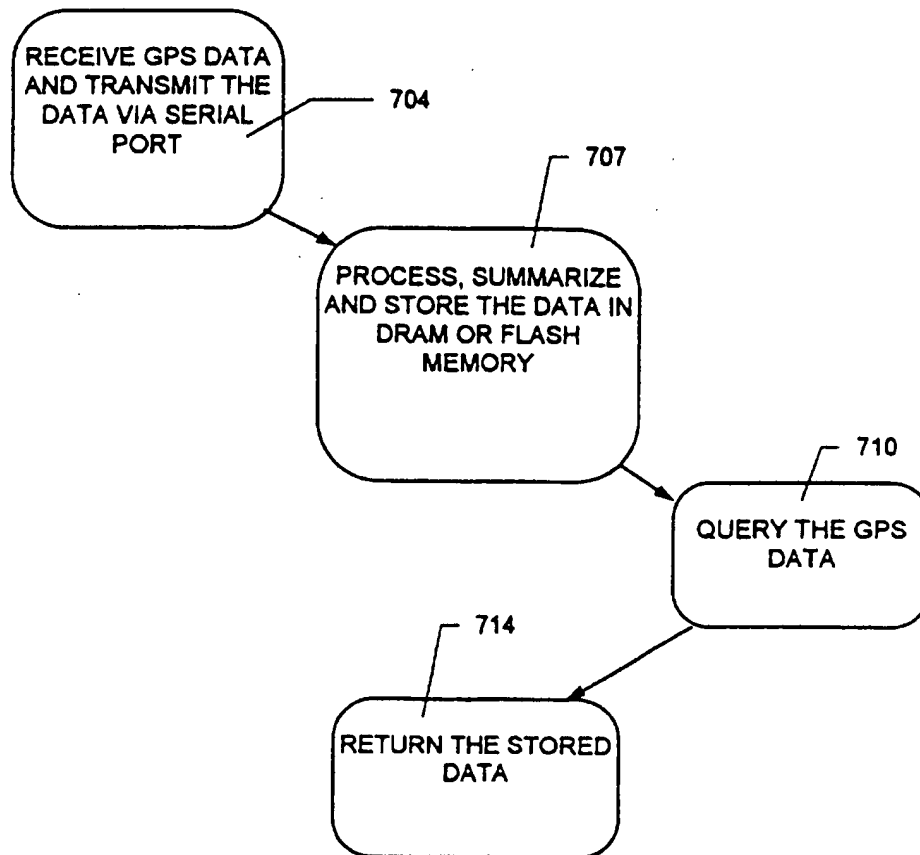 RECEIVE GPS DATA
AND TRANSMIT THE
DATA VIA SERIAL
PORT
704
707
PROCESS, SUMMARIZE
AND STORE THE DATA IN
DRAM OR FLASH
MEMORY
710
QUERY THE GPS
DATA
714
RETURN THE STORED
DATA